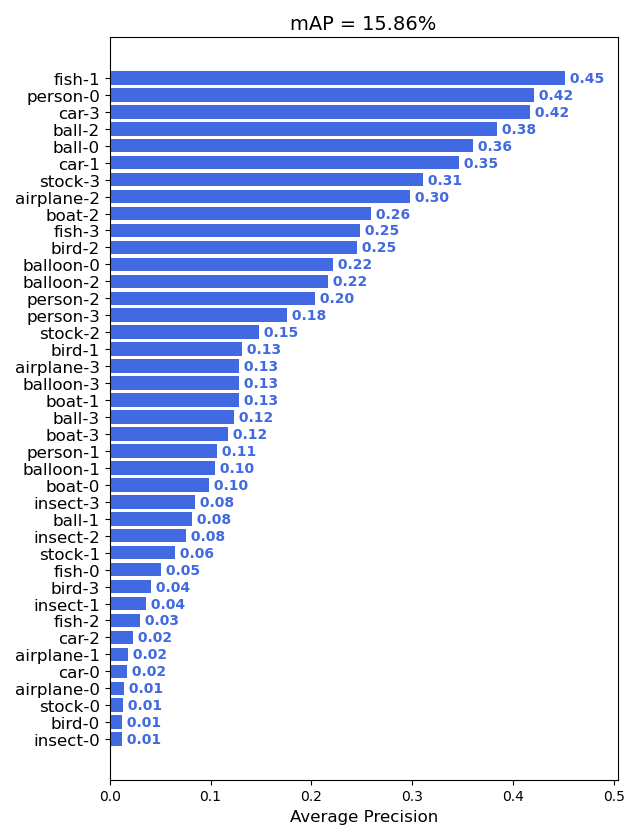 mAP = 15.86%
fish-1 0.45
person-0 0.42
car-3 0.42
ball-2 0.38
ball-0 0.36
car-1 0.35
stock-3 0.31
airplane-2 0.30
boat-2 0.26
fish-3 0.25
bird-2 0.25
balloon-0 0.22
balloon-2 0.22
person-2 0.20
person-3 0.18
stock-2 0.15
bird-1 0.13
airplane-3 0.13
balloon-3 0.13
boat-1 0.13
ball-3 0.12
boat-3 0.12
person-1 0.11
balloon-1 0.10
boat-0 0.10
insect-3 0.08
ball-1 0.08
insect-2 0.08
stock-1 0.06
fish-0 0.05
bird-3 0.04
insect-1 0.04
fish-2 0.03
car-2 0.02
airplane-1 0.02
car-0 0.02
airplane-0 0.01
stock-0 0.01
bird-0 0.01
insect-0 0.01
0.0 0.1 0.2 0.3 0.4 0.5
Average Precision